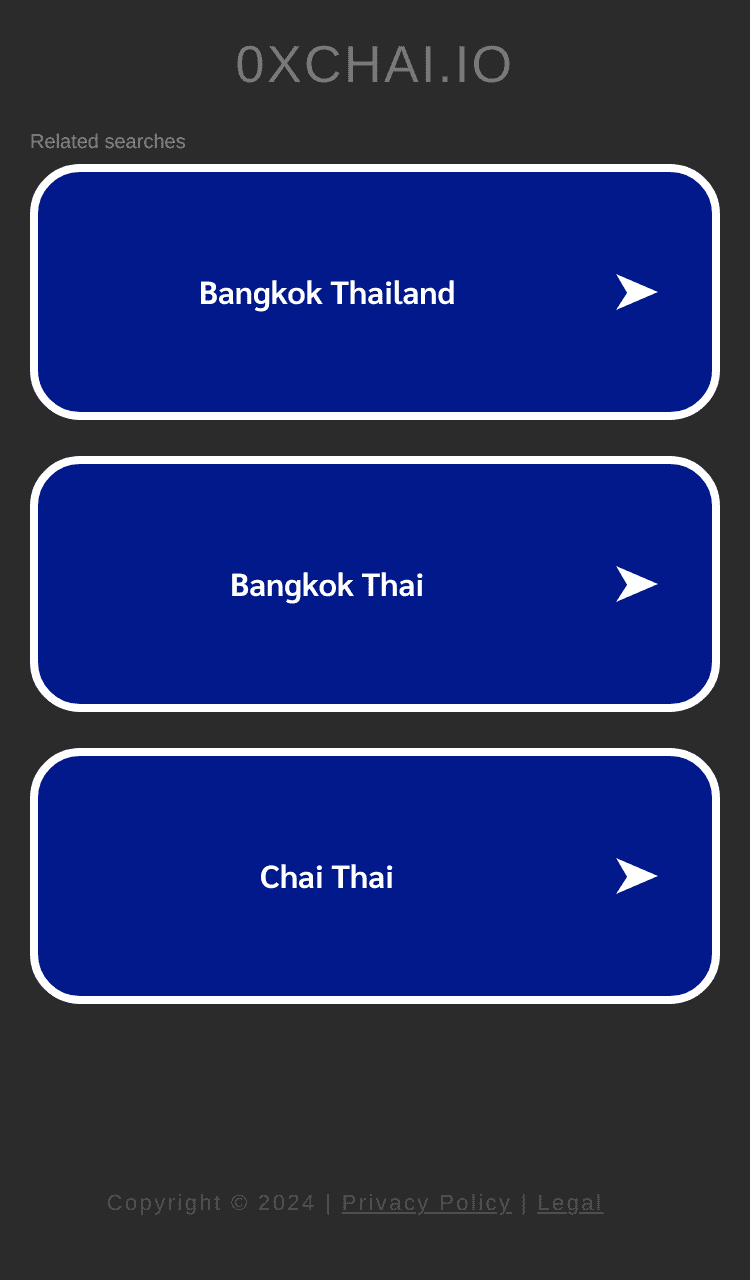 0XCHAI.IO
Related searches
Bangkok Thailand
Bangkok Thai
Chai Thai
Copyright © 2024 | Privacy Policy | Legal